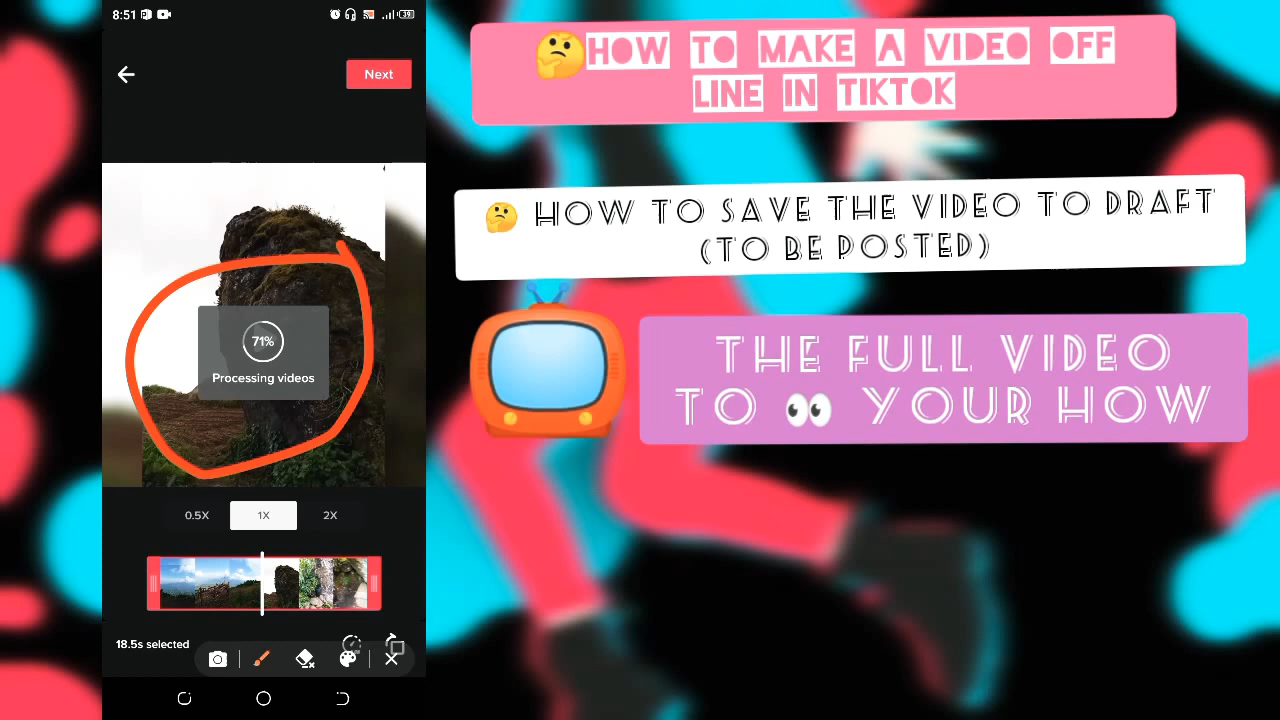 8:51
39
Next
71%
Processing videos
0.5X 1X 2X
18.5s selected
🤔HOW TO MAKE A VIDEO OFF
LINE IN TIKTOK
🤔 HOW TO SAVE THE VIDEO TO DRAFT
(TO BE POSTED)
THE FULL VIDEO
TO 👀 YOUR HOW